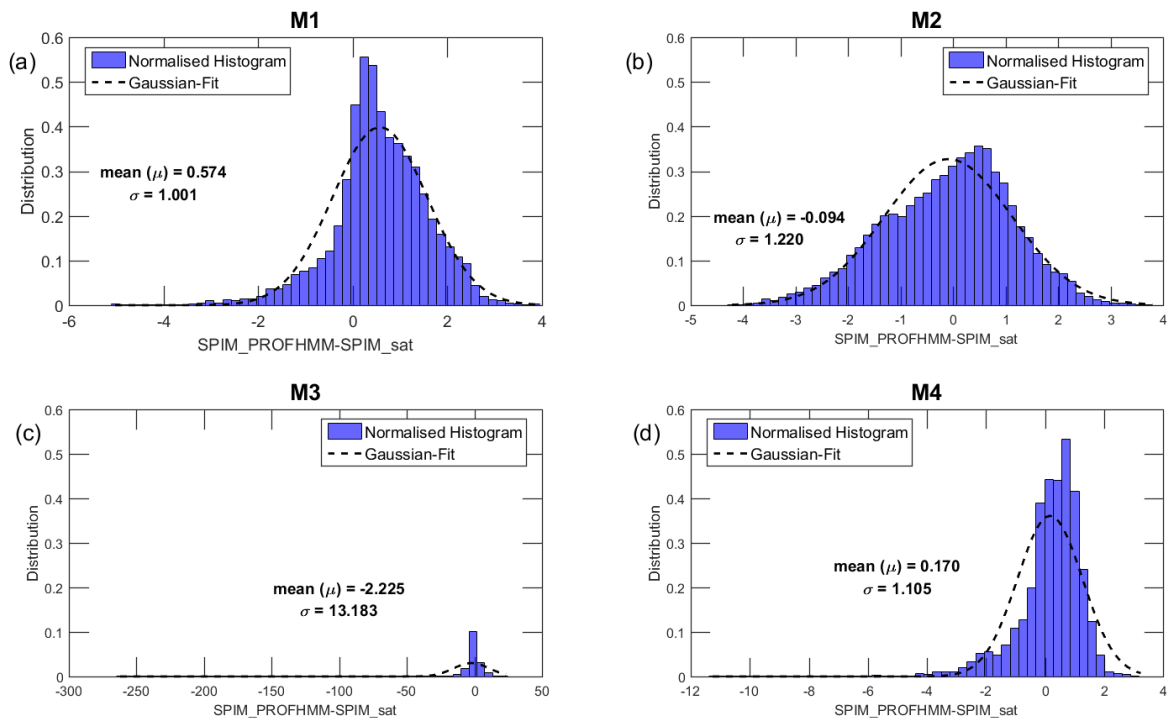 M1
(a)
Normalised Histogram
Gaussian-Fit
mean (μ) = 0.574
σ = 1.001
Distribution
0.6
0.5
0.4
0.3
0.2
0.1
0
-6 -4 -2 0 2 4
SPIM_PROFHMM-SPIM_sat
M2
(b)
Normalised Histogram
Gaussian-Fit
mean (μ) = -0.094
σ = 1.220
Distribution
0.6
0.5
0.4
0.3
0.2
0.1
0
-5 -4 -3 -2 -1 0 1 2 3 4
SPIM_PROFHMM-SPIM_sat
M3
(c)
Normalised Histogram
Gaussian-Fit
mean (μ) = -2.225
σ = 13.183
Distribution
0.6
0.5
0.4
0.3
0.2
0.1
0
-300 -250 -200 -150 -100 -50 0 50
SPIM_PROFHMM-SPIM_sat
M4
(d)
Normalised Histogram
Gaussian-Fit
mean (μ) = 0.170
σ = 1.105
Distribution
0.6
0.5
0.4
0.3
0.2
0.1
0
-12 -10 -8 -6 -4 -2 0 2 4
SPIM_PROFHMM-SPIM_sat